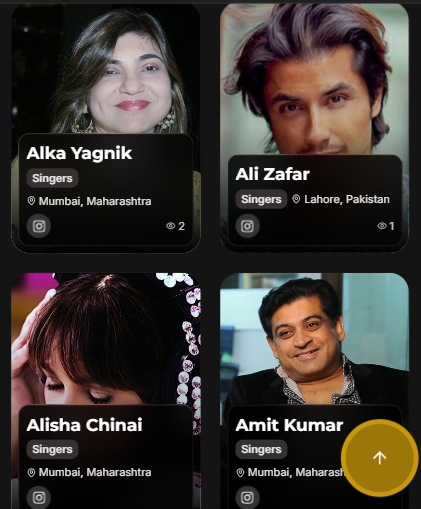 Alka Yagnik
Singers
Mumbai, Maharashtra
2
Ali Zafar
Singers Lahore, Pakistan
1
Alisha Chinai
Singers
Mumbai, Maharashtra
Amit Kumar
Singers
Mumbai,